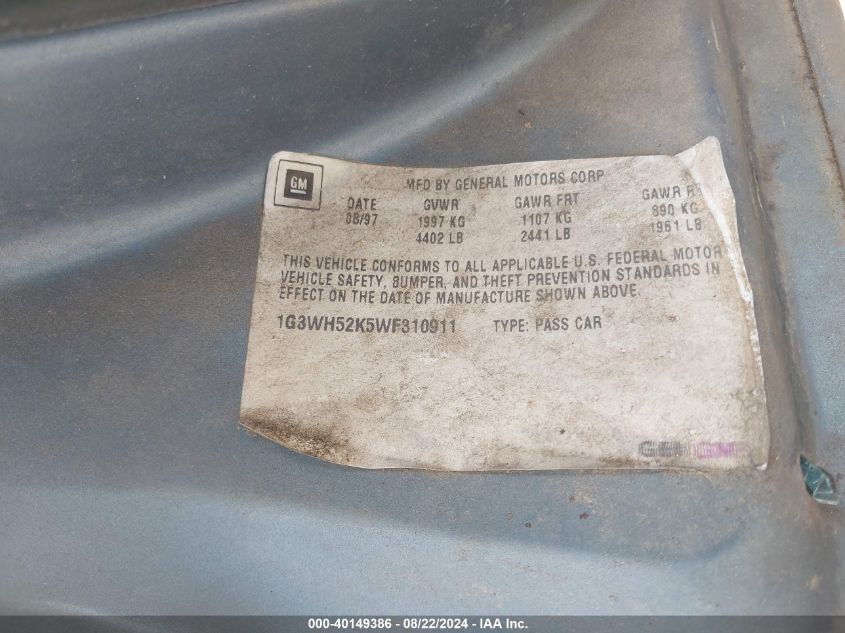 GM
MFD BY GENERAL MOTORS CORP
DATE GVWR GAWR FRT GAWR RR
08/97 1997 KG 1107 KG 890 KG
4402 LB 2441 LB 1961 LB
THIS VEHICLE CONFORMS TO ALL APPLICABLE U.S. FEDERAL MOTOR
VEHICLE SAFETY, BUMPER, AND THEFT PREVENTION STANDARDS IN
EFFECT ON THE DATE OF MANUFACTURE SHOWN ABOVE.
1G3WH52K5WF310911 TYPE: PASS CAR
000-40149386 - 08/22/2024 - IAA Inc.